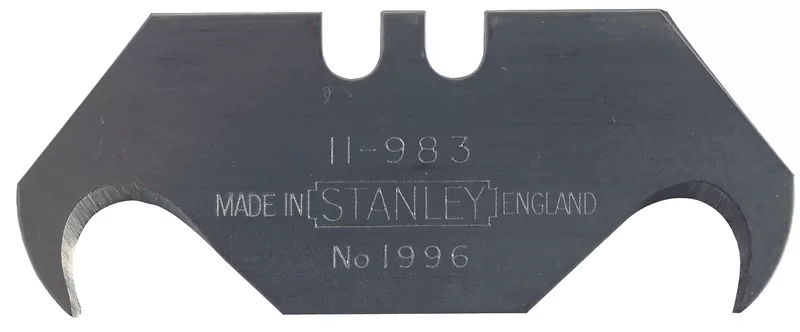 11-983
MADE IN STANLEY ENGLAND
No 1996